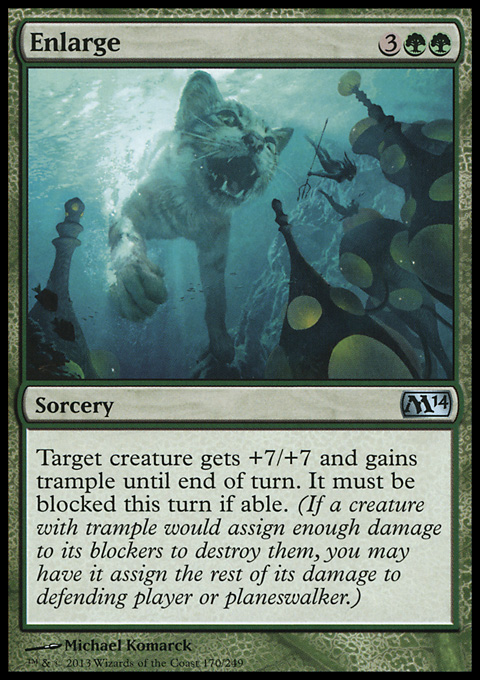 Enlarge 3
Sorcery M14
Target creature gets +7/+7 and gains
trample until end of turn. It must be
blocked this turn if able. (If a creature
with trample would assign enough damage
to its blockers to destroy them, you may
have it assign the rest of its damage to
defending player or planeswalker.)
Michael Komarck
™ & © 2013 Wizards of the Coast 170/249